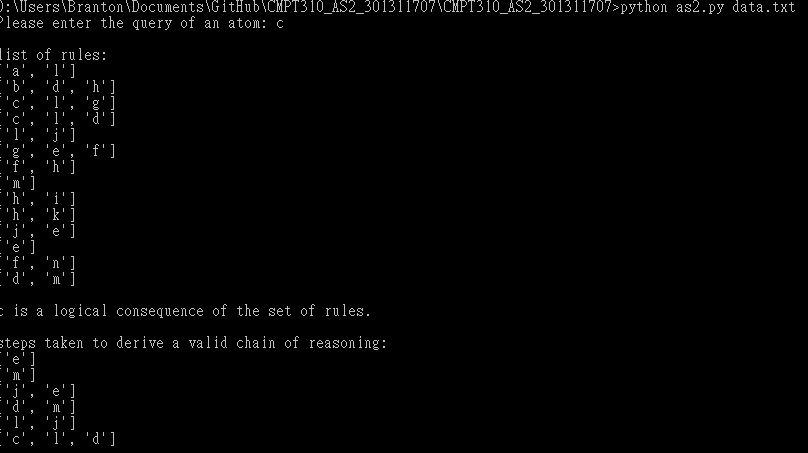 D:\Users\Branton\Documents\GitHub\CMPT310_AS2_301311707\CMPT310_AS2_301311707>python as2.py data.txt
Please enter the query of an atom: c
list of rules:
['a', 'l']
['b', 'd', 'h']
['c', 'l', 'g']
['c', 'l', 'd']
['l', 'j']
['g', 'e', 'f']
['f', 'h']
['m']
['h', 'i']
['h', 'k']
['j', 'e']
['e']
['f', 'n']
['d', 'm']
c is a logical consequence of the set of rules.
steps taken to derive a valid chain of reasoning:
['e']
['m']
['j', 'e']
['d', 'm']
['l', 'j']
['c', 'l', 'd']